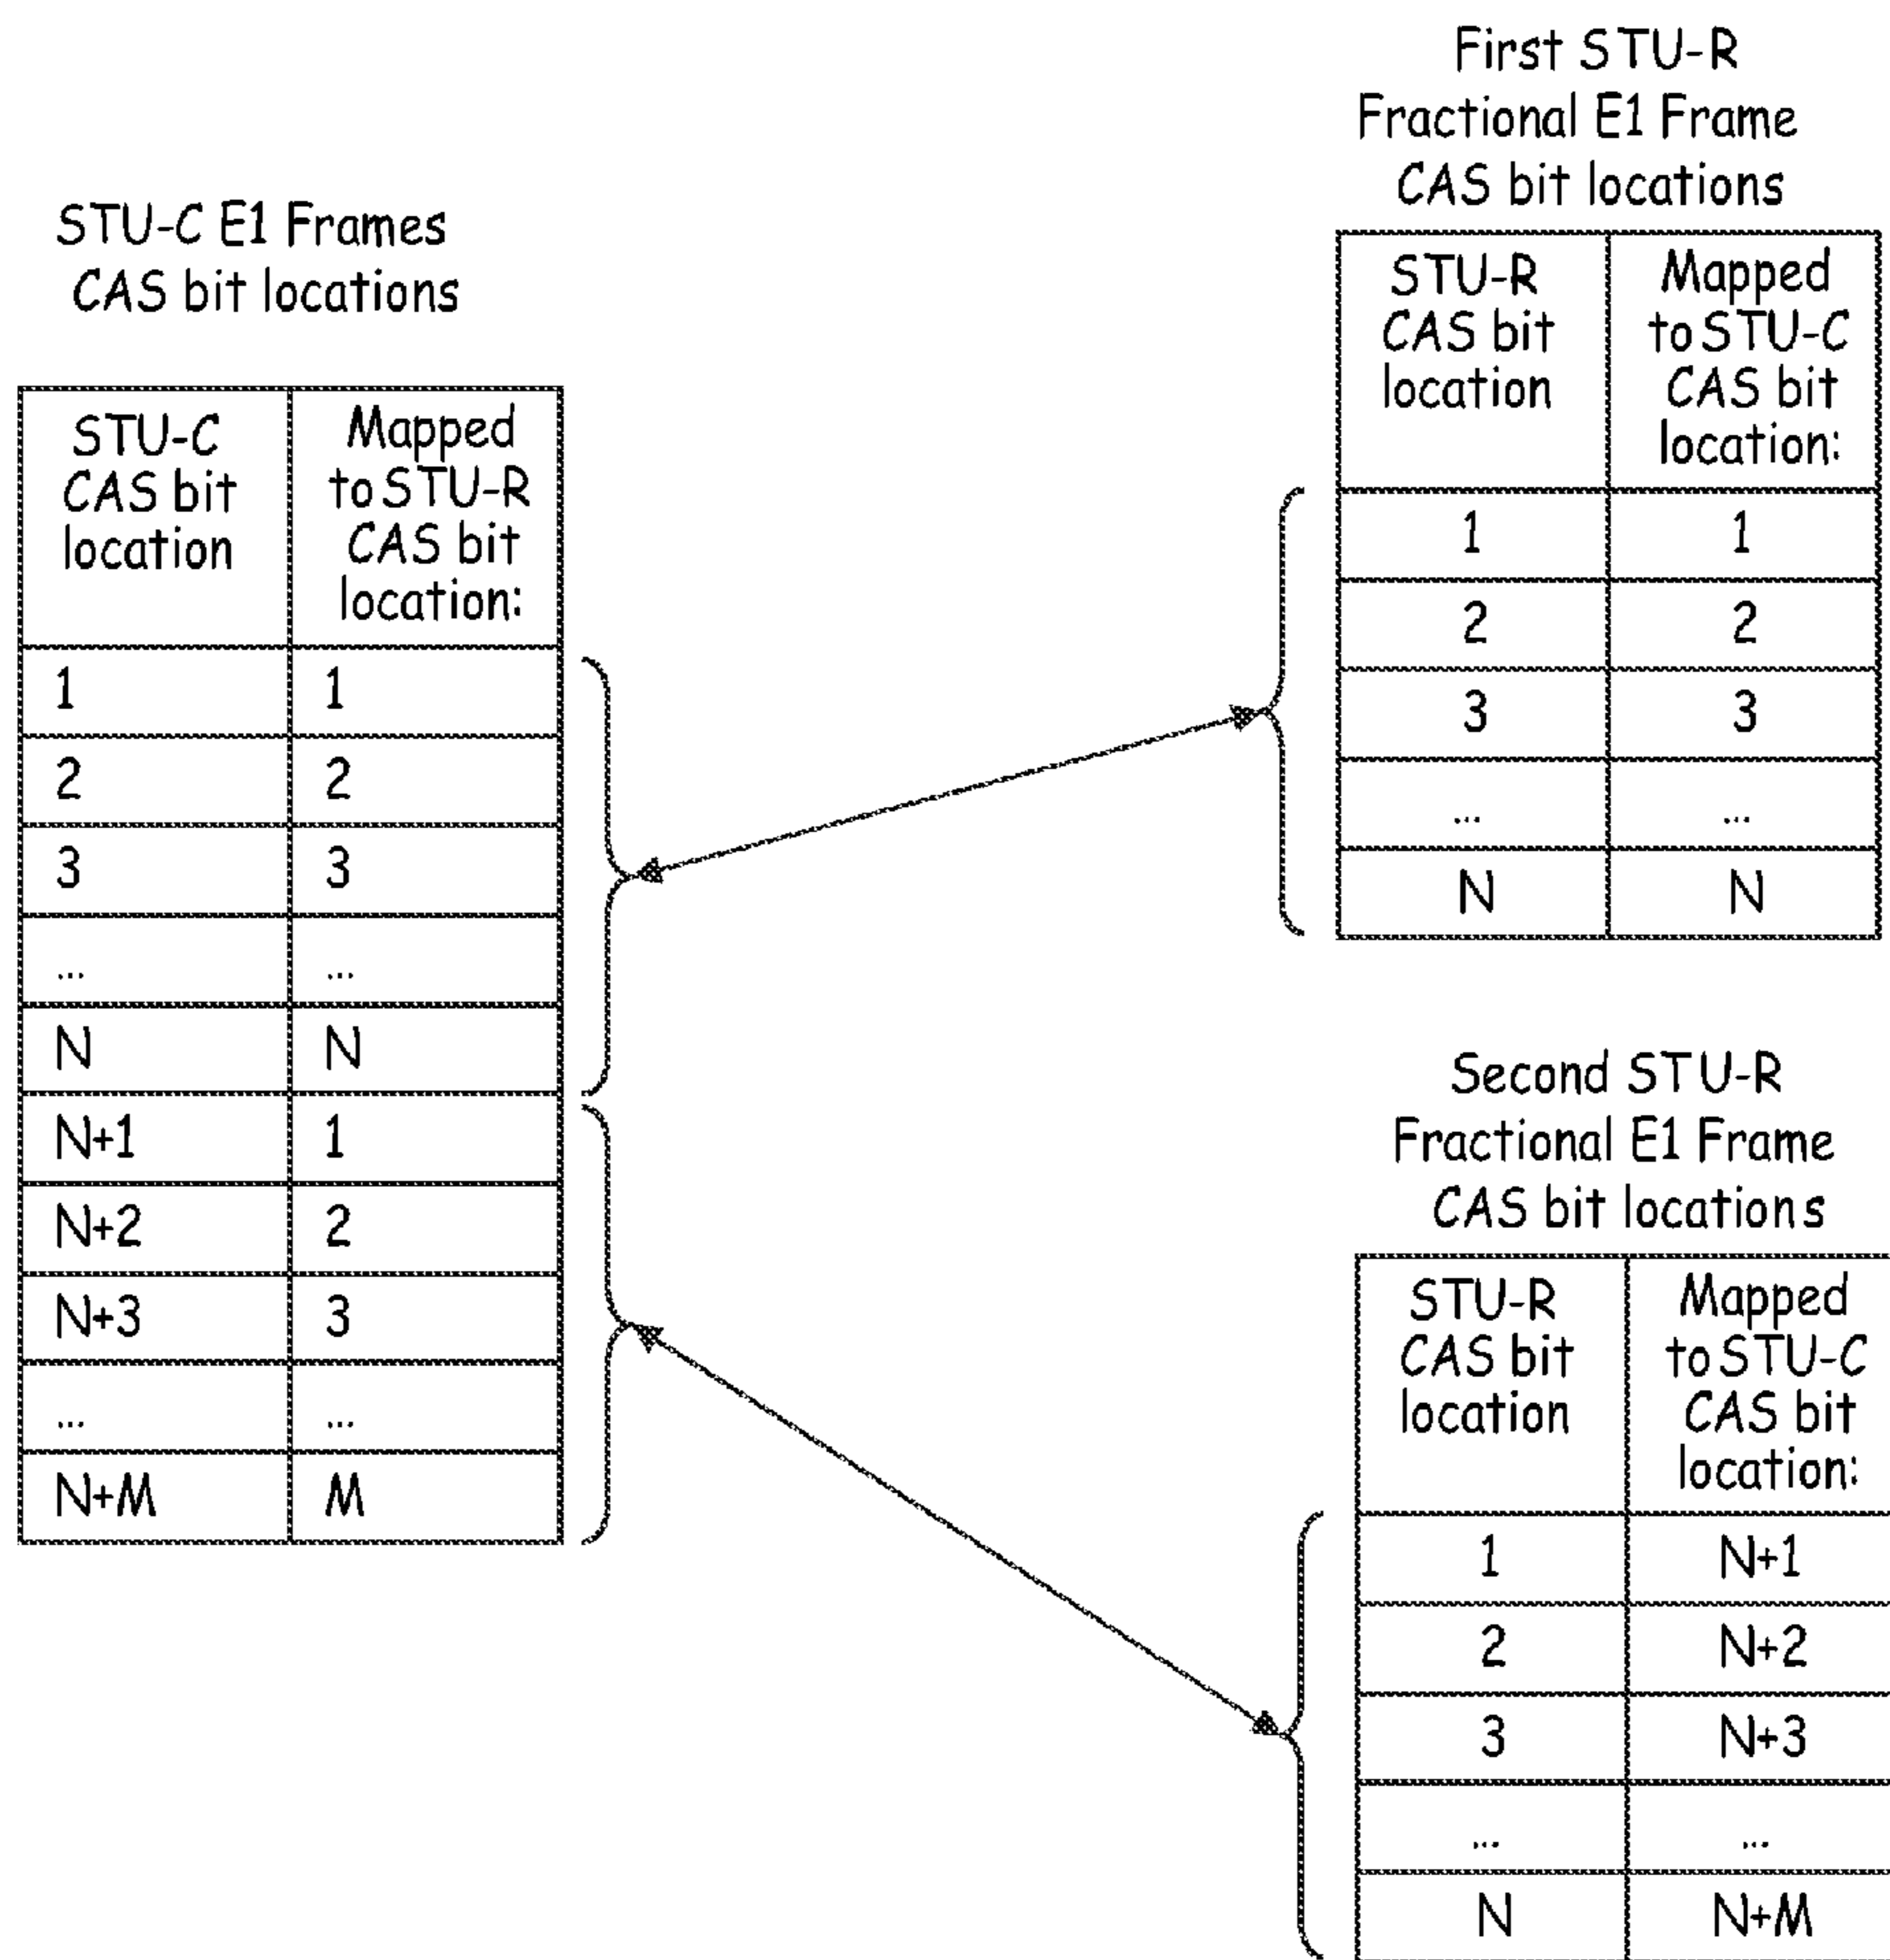 STU-C E1 Frames
CAS bit locations
STU-C
CAS bit
location
Mapped
to STU-R
CAS bit
location:
1 1
2 2
3 3
... ...
N N
N+1 1
N+2 2
N+3 3
... ...
N+M M
First STU-R
Fractional E1 Frame
CAS bit locations
STU-R
CAS bit
location
Mapped
to STU-C
CAS bit
location:
1 1
2 2
3 3
... ...
N N
Second STU-R
Fractional E1 Frame
CAS bit locations
STU-R
CAS bit
location
Mapped
to STU-C
CAS bit
location:
1 N+1
2 N+2
3 N+3
... ...
N N+M